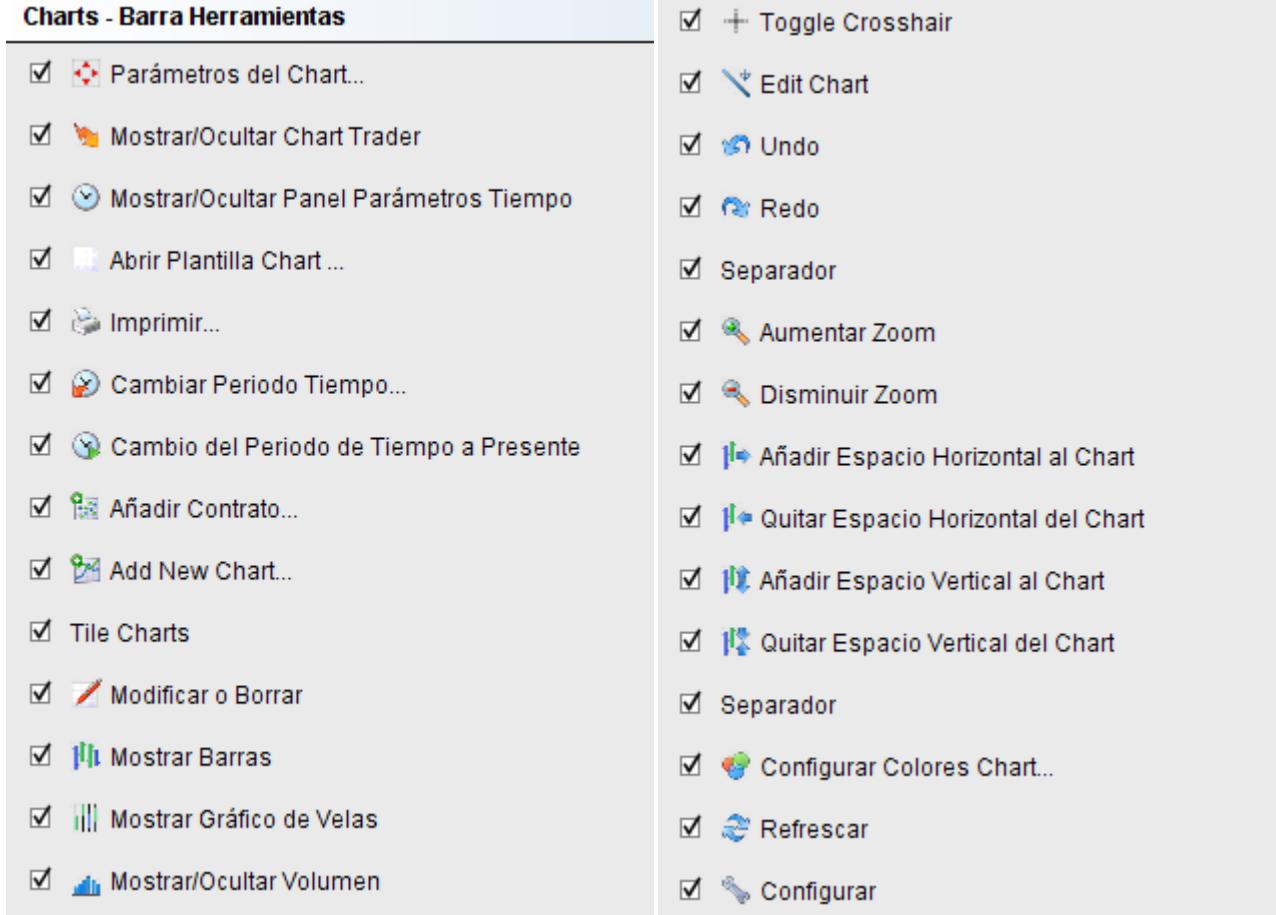 Charts - Barra Herramientas
Parámetros del Chart...
Mostrar/Ocultar Chart Trader
Mostrar/Ocultar Panel Parámetros Tiempo
Abrir Plantilla Chart ...
Imprimir...
Cambiar Periodo Tiempo...
Cambio del Periodo de Tiempo a Presente
Añadir Contrato...
Add New Chart...
Tile Charts
Modificar o Borrar
Mostrar Barras
Mostrar Gráfico de Velas
Mostrar/Ocultar Volumen
Toggle Crosshair
Edit Chart
Undo
Redo
Separador
Aumentar Zoom
Disminuir Zoom
Añadir Espacio Horizontal al Chart
Quitar Espacio Horizontal del Chart
Añadir Espacio Vertical al Chart
Quitar Espacio Vertical del Chart
Separador
Configurar Colores Chart...
Refrescar
Configurar